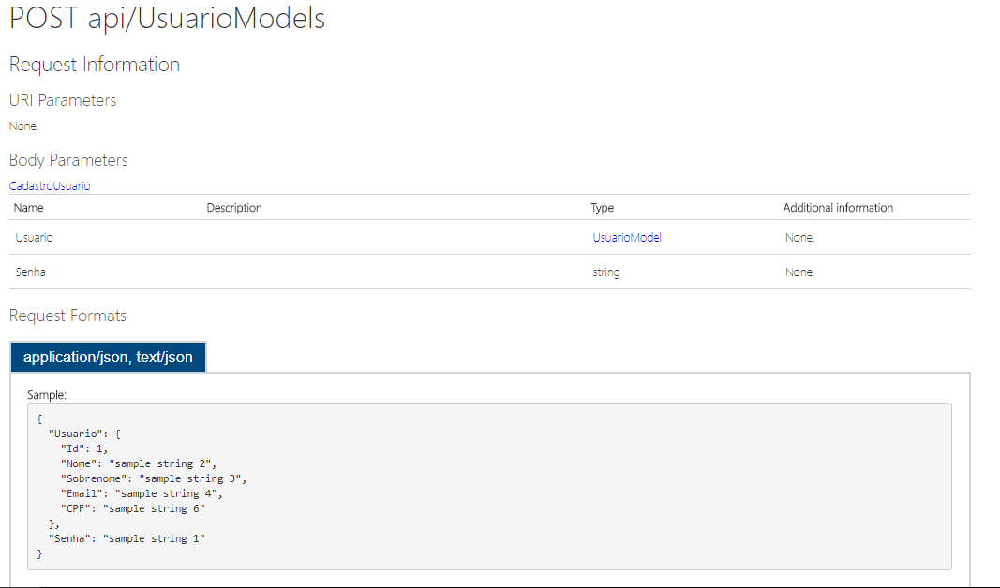 POST api/UsuarioModels
Request Information
URI Parameters
None.
Body Parameters
CadastroUsuario
Name Description Type Additional information
Usuario UsuarioModel None.
Senha string None.
Request Formats
application/json, text/json
Sample:
{
  "Usuario": {
    "Id": 1,
    "Nome": "sample string 2",
    "Sobrenome": "sample string 3",
    "Email": "sample string 4",
    "CPF": "sample string 6"
  },
  "Senha": "sample string 1"
}